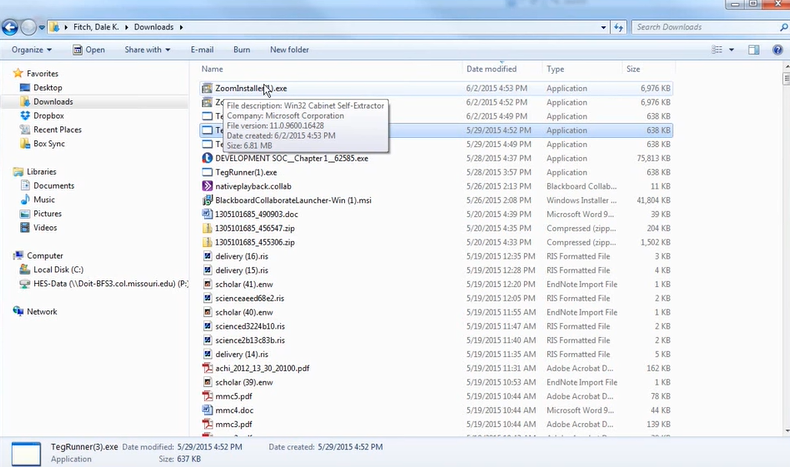 Fitch, Dale K. Downloads
Search Downloads
Organize Open Share with E-mail Burn New folder
Name Date modified Type Size
Favorites
Desktop
Downloads
Dropbox
Recent Places
Box Sync
Libraries
Documents
Music
Pictures
Videos
Computer
Local Disk (C:)
HES-Data (\\Doit-BFS3.col.missouri.edu) (P:)
Network
ZoomInstaller(1).exe 6/2/2015 4:53 PM Application 6,976 KB
6/2/2015 4:53 PM Application 6,976 KB
6/2/2015 4:49 PM Application 638 KB
5/29/2015 4:52 PM Application 638 KB
5/29/2015 4:49 PM Application 638 KB
File description: Win32 Cabinet Self-Extractor
Company: Microsoft Corporation
File version: 11.0.9600.16428
Date created: 6/2/2015 4:53 PM
Size: 6.81 MB
DEVELOPMENT SOC__Chapter 1__62585.exe 5/28/2015 4:37 PM Application 75,813 KB
TegRunner(1).exe 5/28/2015 4:37 PM Application 638 KB
nativeplayback.collab 5/26/2015 2:13 PM Blackboard Collab... 11 KB
BlackboardCollaborateLauncher-Win (1).msi 5/26/2015 2:08 PM Windows Installer ... 41,804 KB
1305101685_490903.doc 5/20/2015 4:39 PM Microsoft Word 9... 39 KB
1305101685_456547.zip 5/20/2015 4:39 PM Compressed (zipp... 204 KB
1305101685_455306.zip 5/20/2015 4:33 PM Compressed (zipp... 1,502 KB
delivery (16).ris 5/19/2015 12:35 PM RIS Formatted File 3 KB
delivery (15).ris 5/19/2015 12:28 PM RIS Formatted File 4 KB
scholar (41).enw 5/19/2015 12:20 PM EndNote Import File 1 KB
scienceaeed68e2.ris 5/19/2015 12:05 PM RIS Formatted File 2 KB
scholar (40).enw 5/19/2015 11:55 AM EndNote Import File 1 KB
scienced3224b10.ris 5/19/2015 11:47 AM RIS Formatted File 2 KB
science2b13c83b.ris 5/19/2015 11:40 AM RIS Formatted File 2 KB
delivery (14).ris 5/19/2015 11:35 AM RIS Formatted File 5 KB
achi_2012_13_30_20100.pdf 5/19/2015 11:31 AM Adobe Acrobat D... 162 KB
scholar (39).enw 5/19/2015 10:53 AM EndNote Import File 1 KB
mmc5.pdf 5/19/2015 10:44 AM Adobe Acrobat D... 78 KB
mmc4.doc 5/19/2015 10:44 AM Microsoft Word 9... 44 KB
mmc3.pdf 5/19/2015 10:43 AM Adobe Acrobat D... 139 KB
TegRunner(3).exe Date modified: 5/29/2015 4:52 PM Date created: 5/29/2015 4:52 PM
Application Size: 637 KB